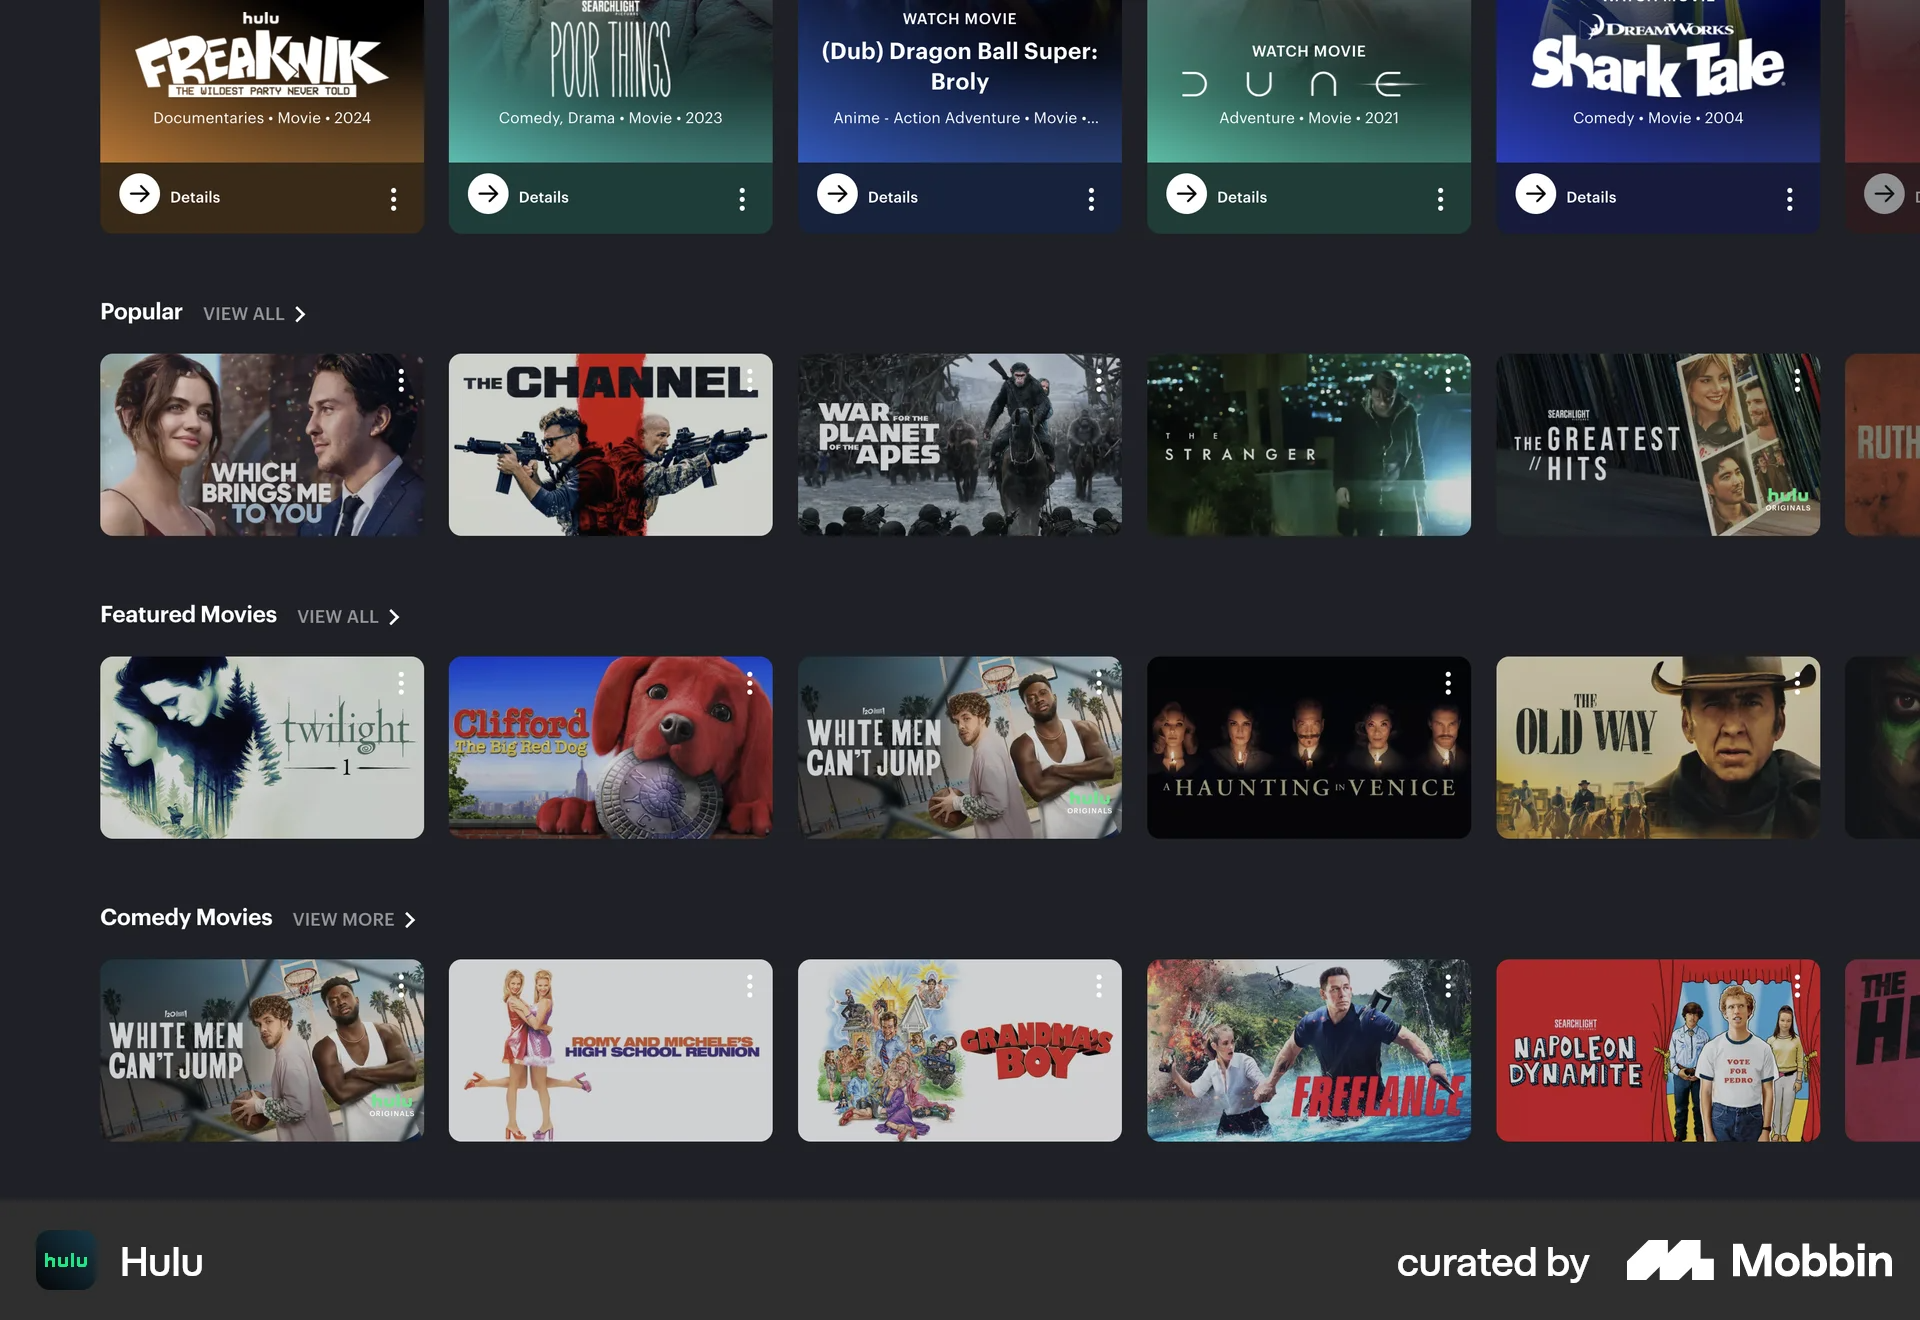 hulu
FREAKNIK
THE WILDEST PARTY NEVER TOLD
Documentaries • Movie • 2024
Details
SEARCHLIGHT
PICTURES
POOR THINGS
Comedy, Drama • Movie • 2023
Details
WATCH MOVIE
(Dub) Dragon Ball Super:
Broly
Anime - Action Adventure • Movie •...
Details
WATCH MOVIE
DUNE
Adventure • Movie • 2021
Details
WATCH MOVIE
DREAMWORKS
Shark Tale
Comedy • Movie • 2004
Details
Popular VIEW ALL
WHICH
BRINGS ME
TO YOU
THE CHANNEL
WAR FOR THE
PLANET
OF THE APES
THE
STRANGER
SEARCHLIGHT
THE GREATEST
// HITS
hulu
ORIGINALS
RUTH
Featured Movies VIEW ALL
twilight
1
Clifford
The Big Red Dog
N.Y.C.
WHITE MEN
CAN'T JUMP
hulu
ORIGINALS
A HAUNTING IN VENICE
THE
OLD WAY
Comedy Movies VIEW MORE
WHITE MEN
CAN'T JUMP
hulu
ORIGINALS
ROMY AND MICHELE'S
HIGH SCHOOL REUNION
GRANDMA'S
BOY
FREELANCE
SEARCHLIGHT
NAPOLEON
DYNAMITE
VOTE
FOR
PEDRO
THE
hulu
Hulu
curated by Mobbin